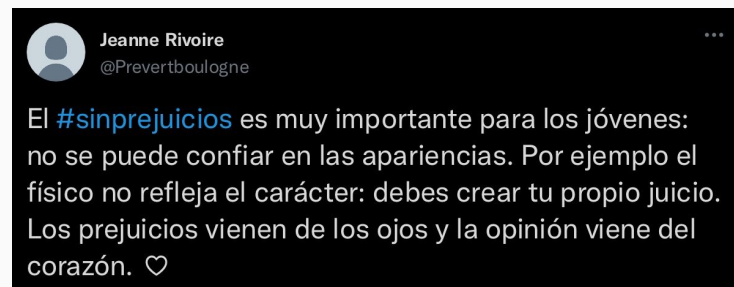 Jeanne Rivoire
@Prevertboulogne
El #sinprejuicios es muy importante para los jóvenes:
no se puede confiar en las apariencias. Por ejemplo el
físico no refleja el carácter: debes crear tu propio juicio.
Los prejuicios vienen de los ojos y la opinión viene del
corazón. ♡